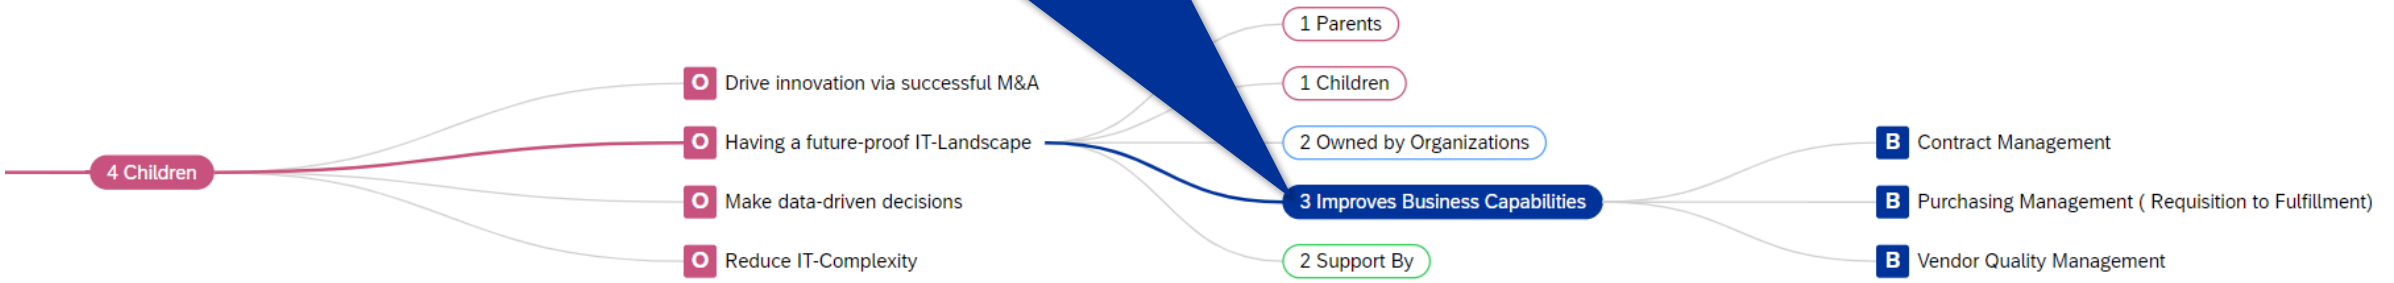 4 Children
O Drive innovation via successful M&A
O Having a future-proof IT-Landscape
O Make data-driven decisions
O Reduce IT-Complexity
1 Parents
1 Children
2 Owned by Organizations
3 Improves Business Capabilities
2 Support By
B Contract Management
B Purchasing Management ( Requisition to Fulfillment)
B Vendor Quality Management